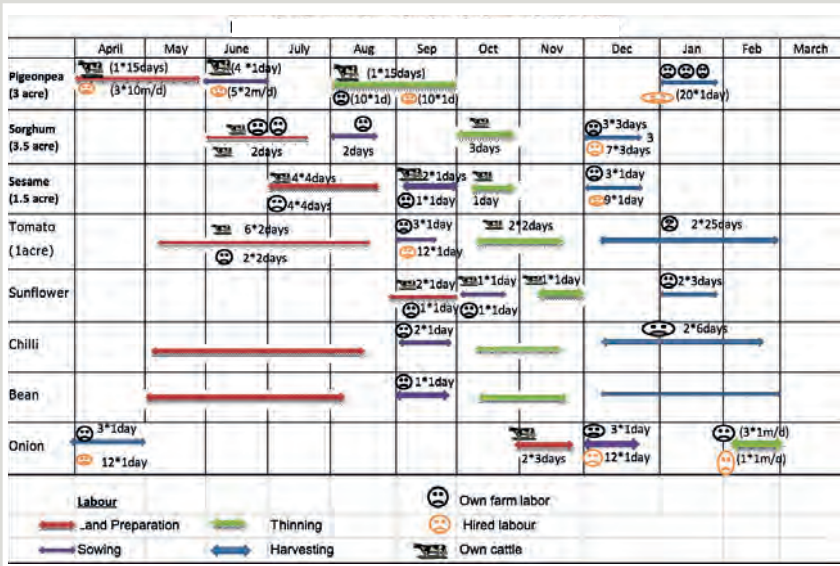 April May June July Aug Sep Oct Nov Dec Jan Feb March
Pigeonpea
(3 acre)
(1*15days) (4 *1day) (1*15days)
(3*10m/d) (5*2m/d) (10*1d) (10*1d) (20*1day)
Sorghum
(3.5 acre)
3*3days
3
2days 2days 3days 7*3days
Sesame
(1.5 acre)
4*4days 2*1days 3*1day
4*4days 1*1day 1day 9*1day
Tomato
(1acre)
6*2days 3*1day 2*2days 2*25days
2*2days 12*1day
Sunflower
2*1day 1*1day 1*1day 2*3days
1*1day 1*1day
Chilli
2*1day 2*6days
Bean
1*1day
Onion
3*1day 3*1day (3*1m/d)
12*1day 2*3days 12*1day (1*1m/d)
Labour
.and Preparation Thinning Own farm labor
Sowing Harvesting Hired labour
Own cattle